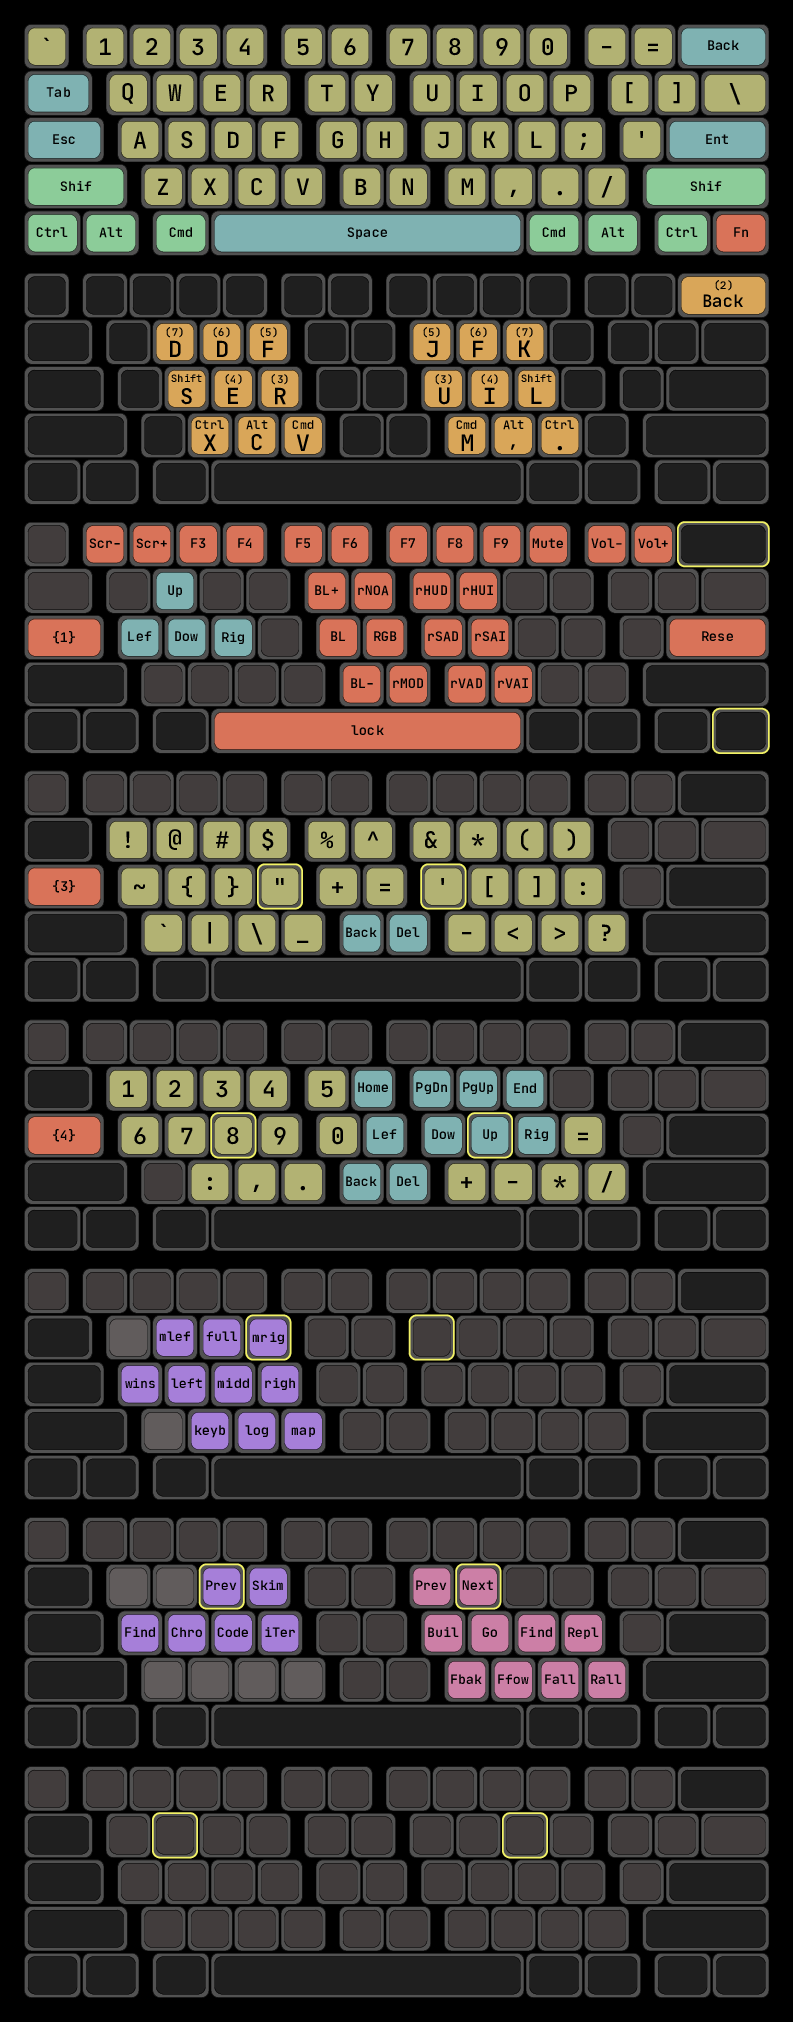 ` 1 2 3 4 5 6 7 8 9 0 - = Back
Tab Q W E R T Y U I O P [ ] \
Esc A S D F G H J K L ; ' Ent
Shif Z X C V B N M , . / Shif
Ctrl Alt Cmd Space Cmd Alt Ctrl Fn
(2) Back
(7) D (6) D (5) F (5) J (6) F (7) K
Shift S (4) E (3) R (3) U (4) I Shift L
Ctrl X Alt C Cmd V Cmd M Alt , Ctrl .
Scr- Scr+ F3 F4 F5 F6 F7 F8 F9 Mute Vol- Vol+
Up BL+ rNOA rHUD rHUI
{1} Lef Dow Rig BL RGB rSAD rSAI Rese
BL- rMOD rVAD rVAI
lock
! @ # $ % ^ & * ( )
{3} ~ { } " + = ' [ ] :
` | \ _ Back Del - < > ?
1 2 3 4 5 Home PgDn PgUp End
{4} 6 7 8 9 0 Lef Dow Up Rig =
: , . Back Del + - * /
mlef full mrig
wins left midd righ
keyb log map
Prev Skim Prev Next
Find Chro Code iTer Buil Go Find Repl
Fbak Ffow Fall Rall